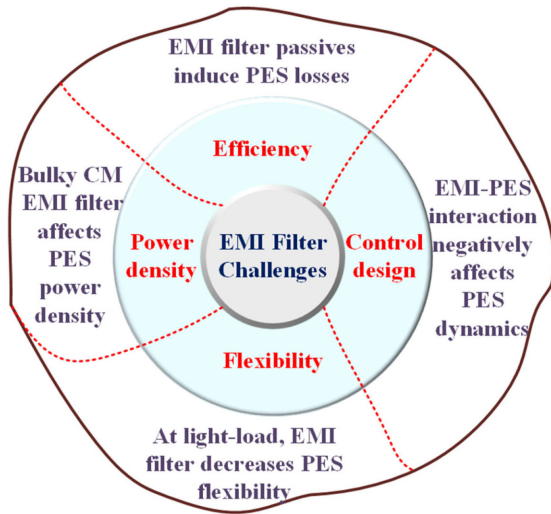 EMI filter passives
induce PES losses
Efficiency
Bulky CM
EMI filter
affects
PES
power
density
Power
density
EMI Filter
Challenges
Control
design
EMI-PES
interaction
negatively
affects
PES
dynamics
Flexibility
At light-load, EMI
filter decreases PES
flexibility